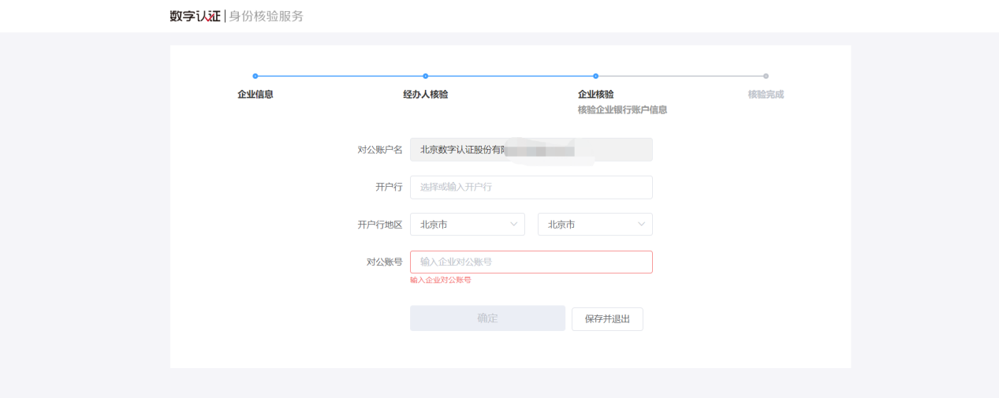 数字认证|身份核验服务
企业信息 经办人核验 企业核验 核验完成
核验企业银行账户信息
对公账户名 北京数字认证股份有
开户行 选择或输入开户行
开户行地区 北京市 北京市
对公账号 输入企业对公账号
输入企业对公账号
确定 保存并退出